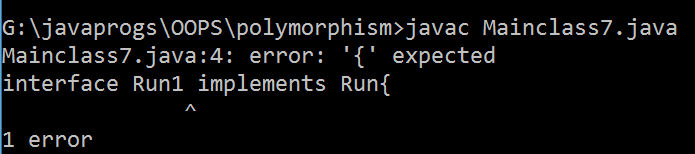 G:\javaprogs\OOPS\polymorphism>javac Mainclass7.java
Mainclass7.java:4: error: '{' expected
interface Run1 implements Run{
^
1 error